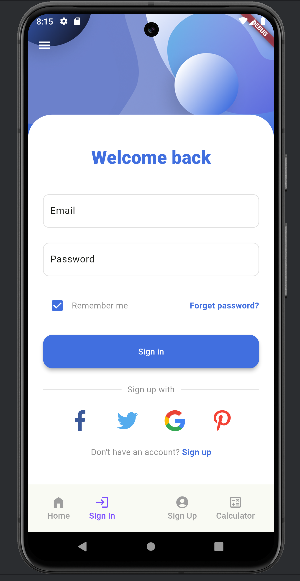 8:15
DEBUG
Welcome back
Email
Password
Remember me
Forget password?
Sign in
Sign up with
Don't have an account? Sign up
Home
Sign In
Sign Up
Calculator